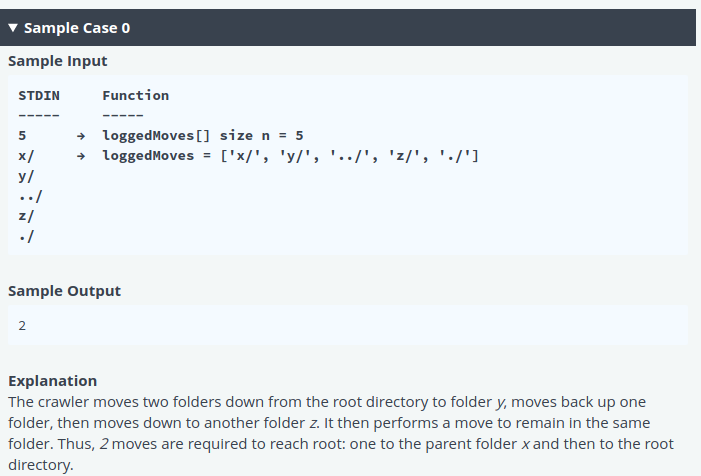 ▼ Sample Case 0
Sample Input
STDIN Function
----- -----
5 → loggedMoves[] size n = 5
x/ → loggedMoves = ['x/', 'y/', '../', 'z/', './']
y/
../
z/
./
Sample Output
2
Explanation
The crawler moves two folders down from the root directory to folder y, moves back up one
folder, then moves down to another folder z. It then performs a move to remain in the same
folder. Thus, 2 moves are required to reach root: one to the parent folder x and then to the root
directory.